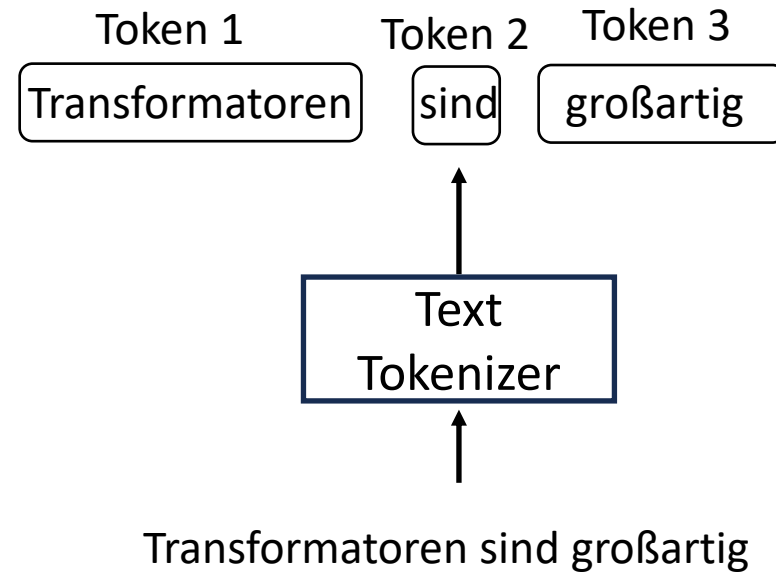 Token 1 Token 2 Token 3
Transformatoren sind großartig
Text
Tokenizer
Transformatoren sind großartig